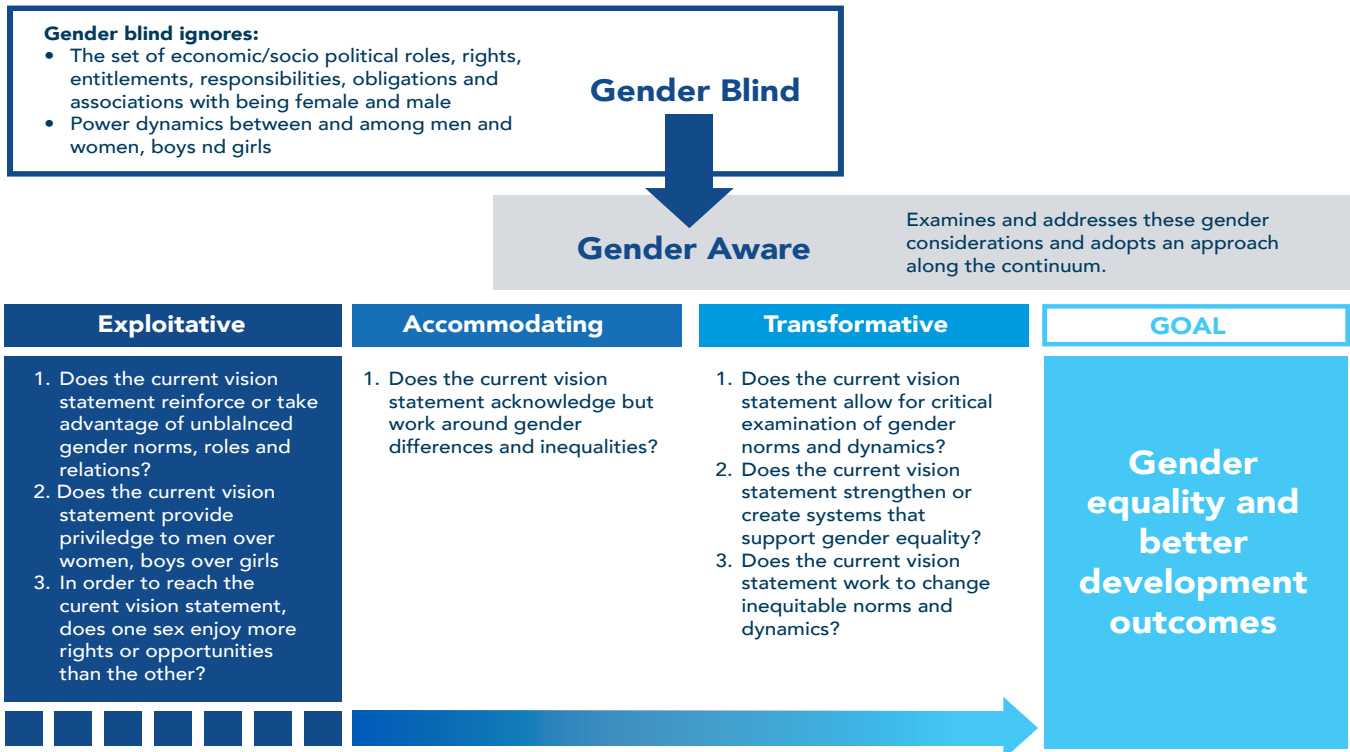 Gender blind ignores:
• The set of economic/socio political roles, rights,
entitlements, responsibilities, obligations and
associations with being female and male
• Power dynamics between and among men and
women, boys nd girls
Gender Blind
Gender Aware
Examines and addresses these gender
considerations and adopts an approach
along the continuum.
Exploitative
1. Does the current vision
statement reinforce or take
advantage of unblalnced
gender norms, roles and
relations?
2. Does the current vision
statement provide
priviledge to men over
women, boys over girls
3. In order to reach the
curent vision statement,
does one sex enjoy more
rights or opportunities
than the other?
Accommodating
1. Does the current vision
statement acknowledge but
work around gender
differences and inequalities?
Transformative
1. Does the current vision
statement allow for critical
examination of gender
norms and dynamics?
2. Does the current vision
statement strengthen or
create systems that
support gender equality?
3. Does the current vision
statement work to change
inequitable norms and
dynamics?
GOAL
Gender
equality and
better
development
outcomes